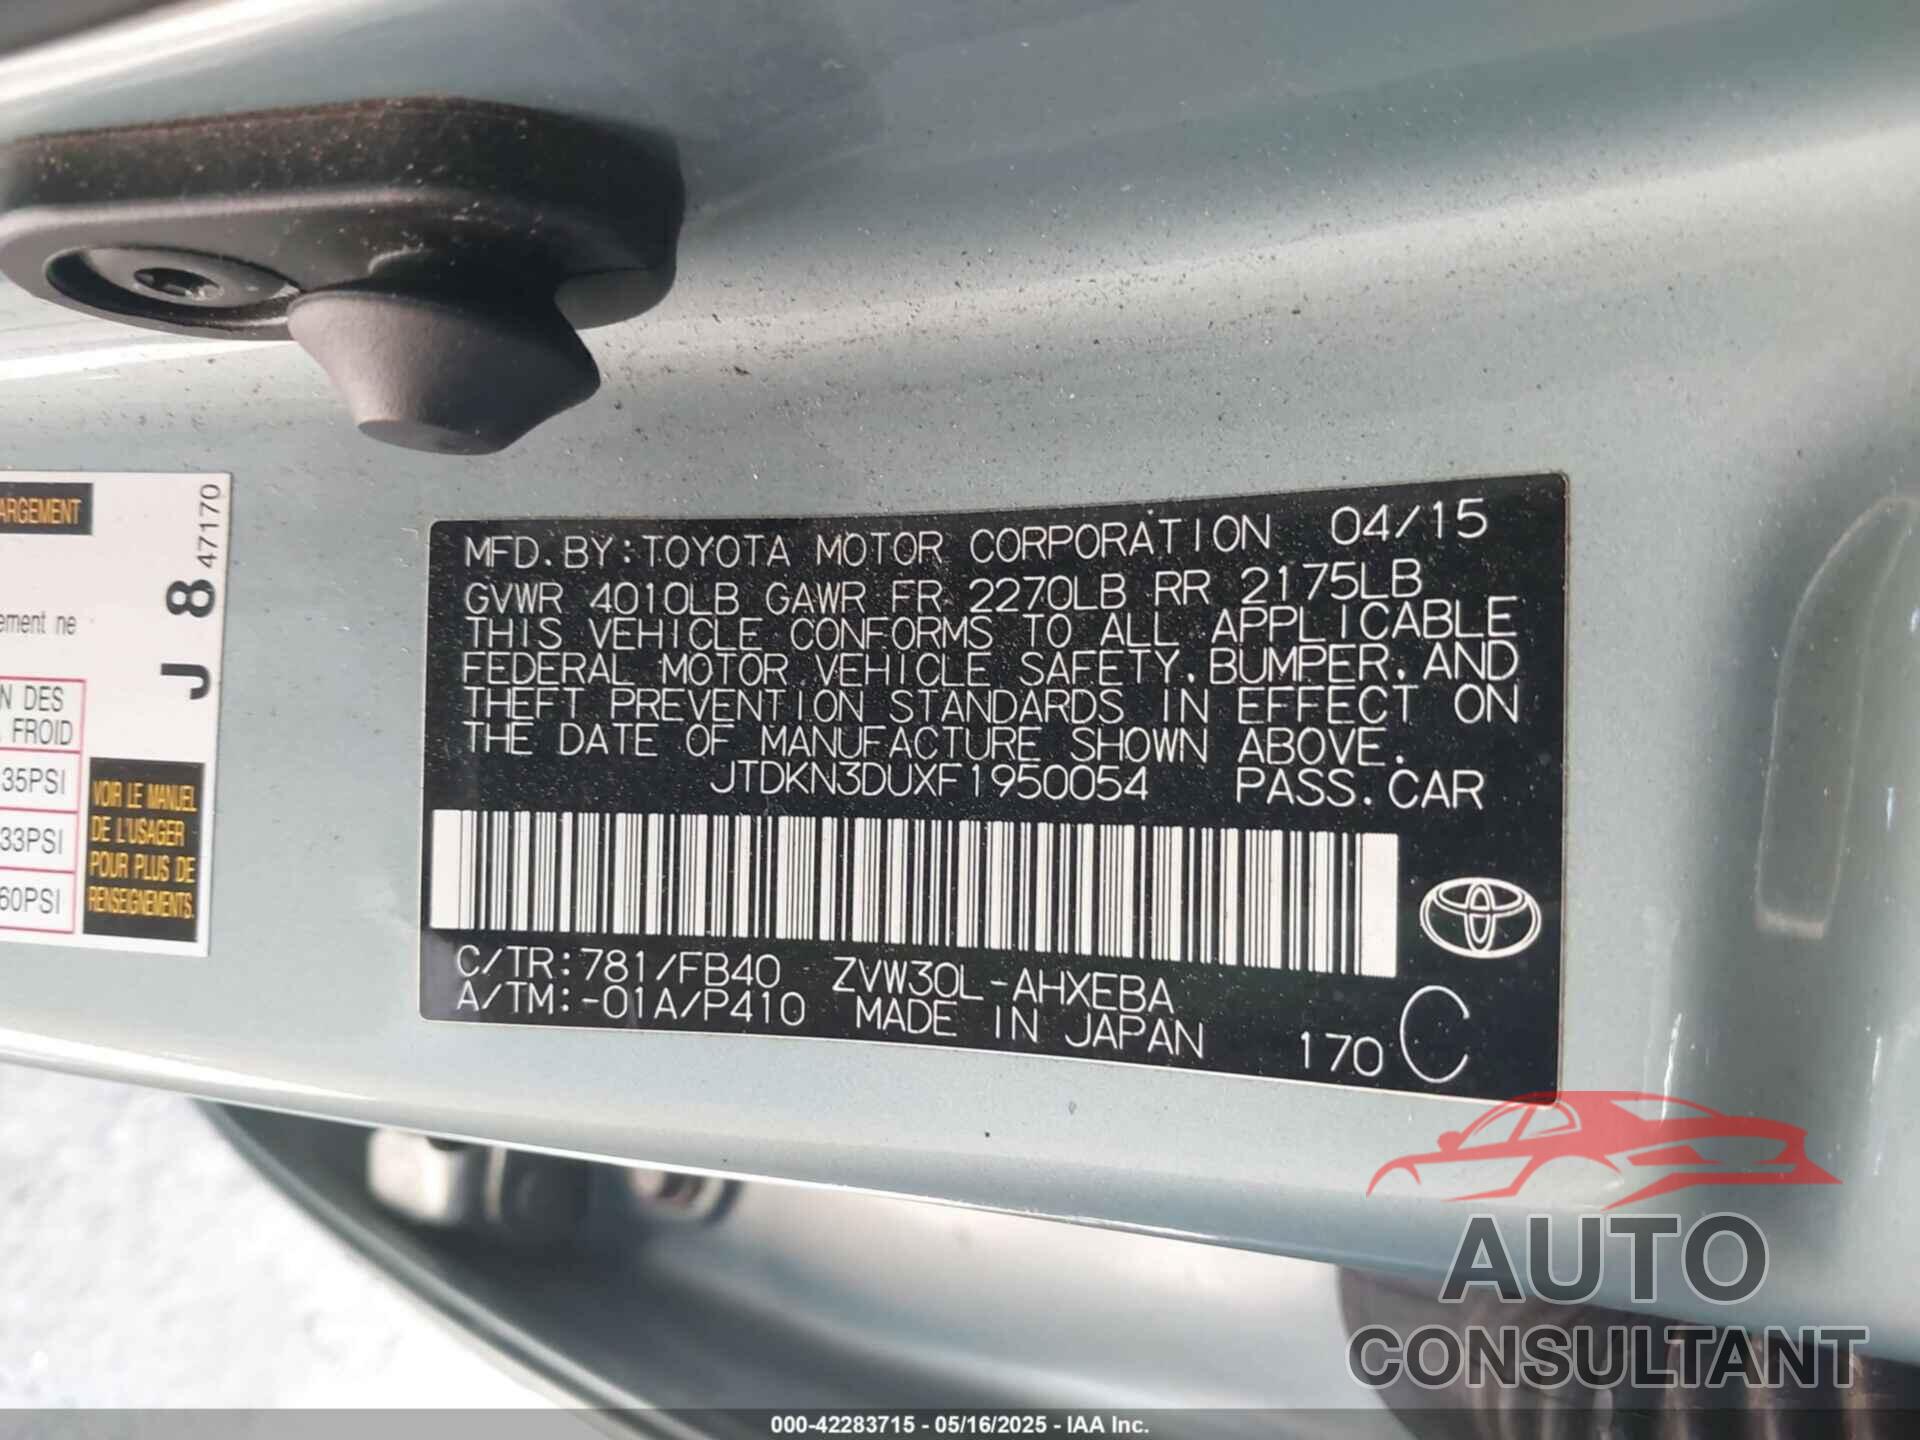 MFD. BY:TOYOTA MOTOR CORPORATION 04/15
GVWR 4010LB GAWR FR 2270LB RR 2175LB
THIS VEHICLE CONFORMS TO ALL APPLICABLE
FEDERAL MOTOR VEHICLE SAFETY, BUMPER, AND
THEFT PREVENTION STANDARDS IN EFFECT ON
THE DATE OF MANUFACTURE SHOWN ABOVE.
JTDKN3DUXF1950054 PASS. CAR
C/TR:781/FB40 ZVW30L-AHXEBA
A/TM:-01A/P410 MADE IN JAPAN 170 C
J 8 47170
N DES
FROID
35PSI
33PSI
60PSI
VOIR LE MANUEL
DE L'USAGER
POUR PLUS DE
RENSEIGNEMENTS.
ne
AUTO
CONSULTANT
000-42283715 - 05/16/2025 - IAA Inc.